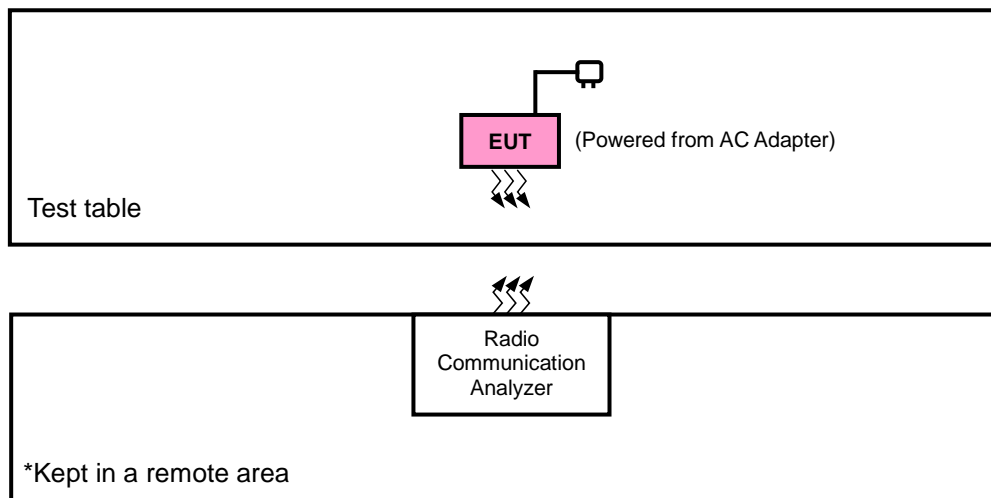 EUT (Powered from AC Adapter)
Test table
Radio
Communication
Analyzer
*Kept in a remote area